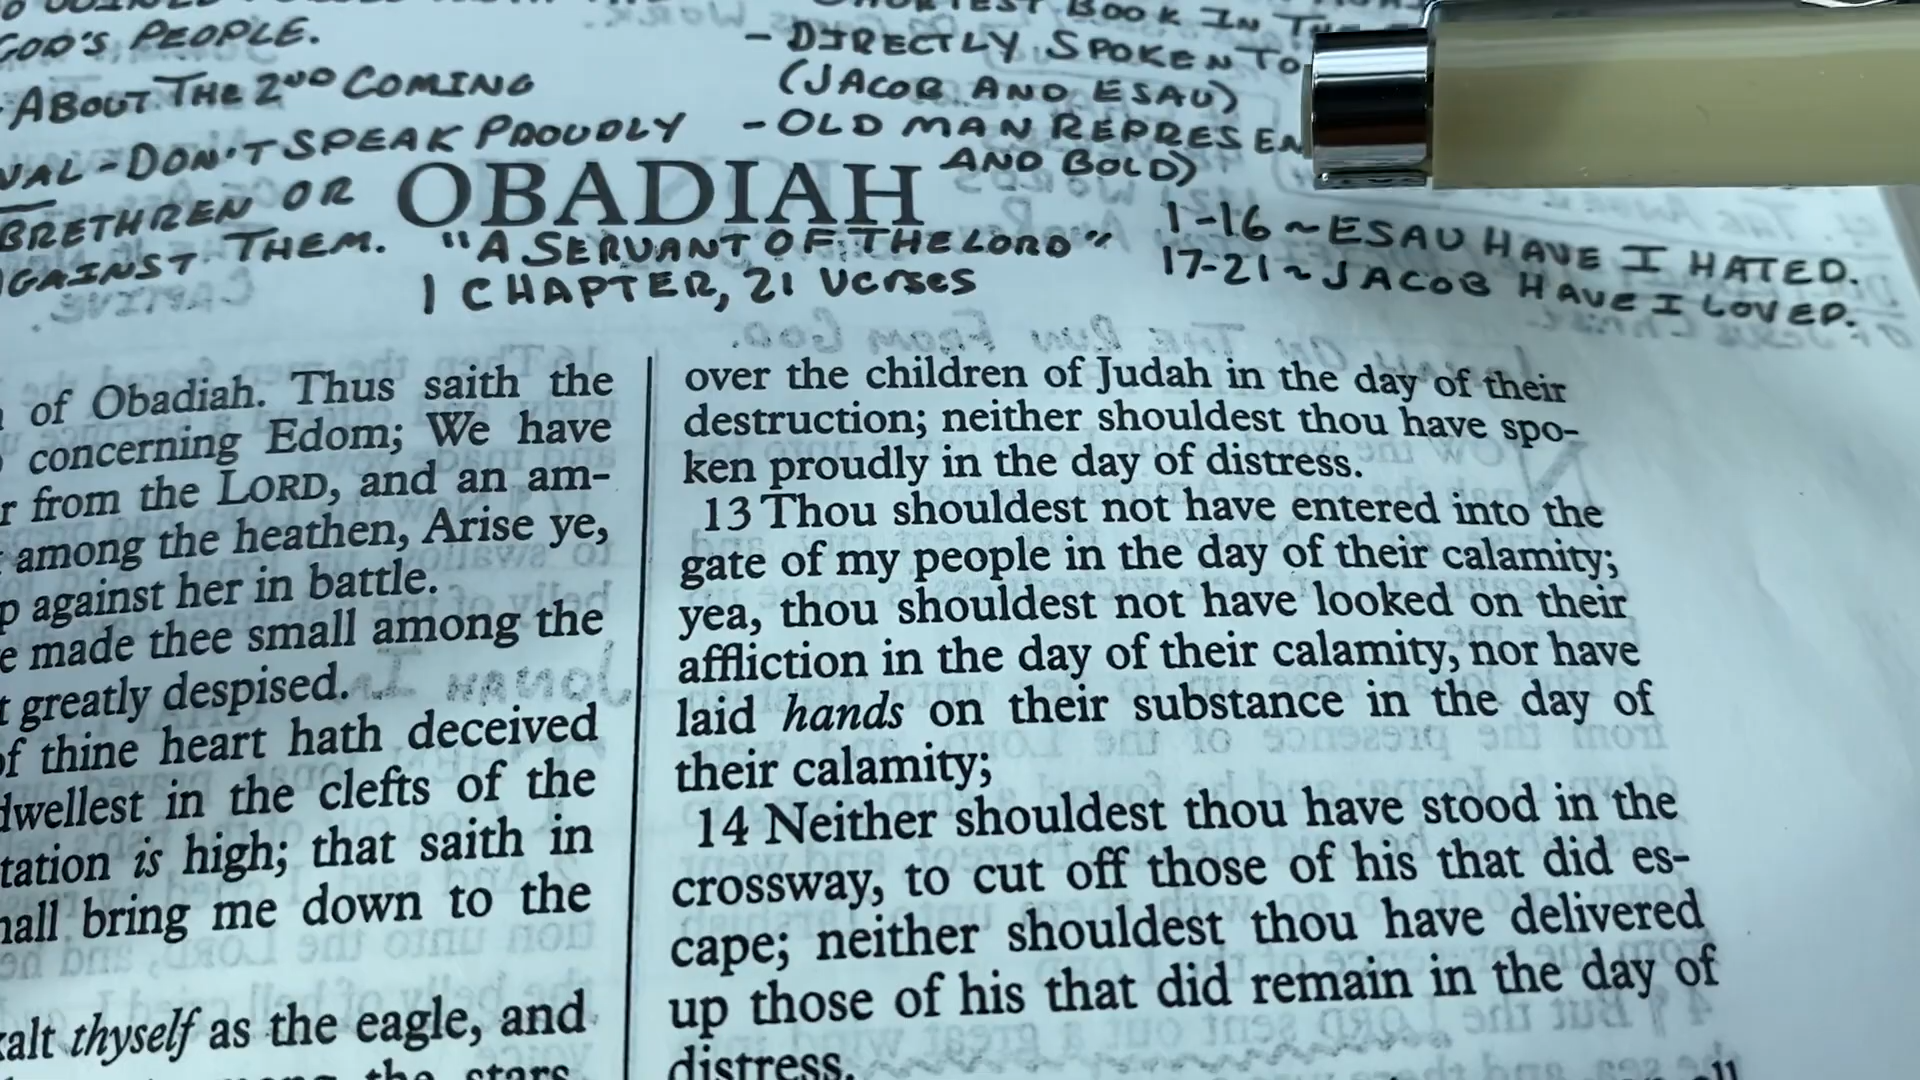 GOD'S PEOPLE.
ABOUT THE 2ND COMING
- DON'T SPEAK PROUDLY
BRETHREN OR
AGAINST THEM.
BOOK IN
- DIRECTLY SPOKEN TO
(JACOB AND ESAU)
- OLD MAN
AND BOLD)
OBADIAH
"A SERVANT OF THE LORD"
1 CHAPTER, 21 Verses
1-16 ~ ESAU HAVE I HATED.
17-21 ~ JACOB HAVE I LOVED.
of Obadiah. Thus saith the
concerning Edom; We have
from the LORD, and an am-
among the heathen, Arise ye,
against her in battle.
made thee small among the
greatly despised.
of thine heart hath deceived
dwellest in the clefts of the
is high; that saith in
bring me down to the
thyself as the eagle, and
the stars,
over the children of Judah in the day of their
destruction; neither shouldest thou have spo-
ken proudly in the day of distress.
13 Thou shouldest not have entered into the
gate of my people in the day of their calamity;
yea, thou shouldest not have looked on their
affliction in the day of their calamity, nor have
laid hands on their substance in the day of
their calamity;
14 Neither shouldest thou have stood in the
crossway, to cut off those of his that did es-
cape; neither shouldest thou have delivered
up those of his that did remain in the day of
distress.